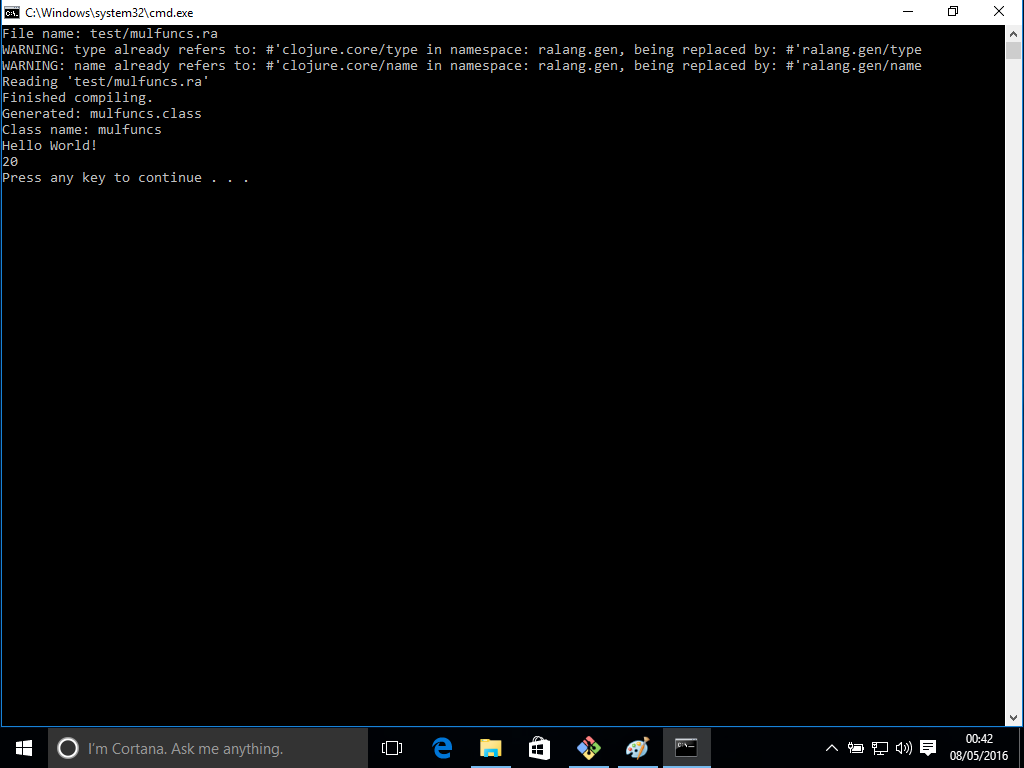 C:\Windows\system32\cmd.exe
File name: test/mulfuncs.ra
WARNING: type already refers to: #'clojure.core/type in namespace: ralang.gen, being replaced by: #'ralang.gen/type
WARNING: name already refers to: #'clojure.core/name in namespace: ralang.gen, being replaced by: #'ralang.gen/name
Reading 'test/mulfuncs.ra'
Finished compiling.
Generated: mulfuncs.class
Class name: mulfuncs
Hello World!
20
Press any key to continue . . .
I'm Cortana. Ask me anything.
00:42
08/05/2016